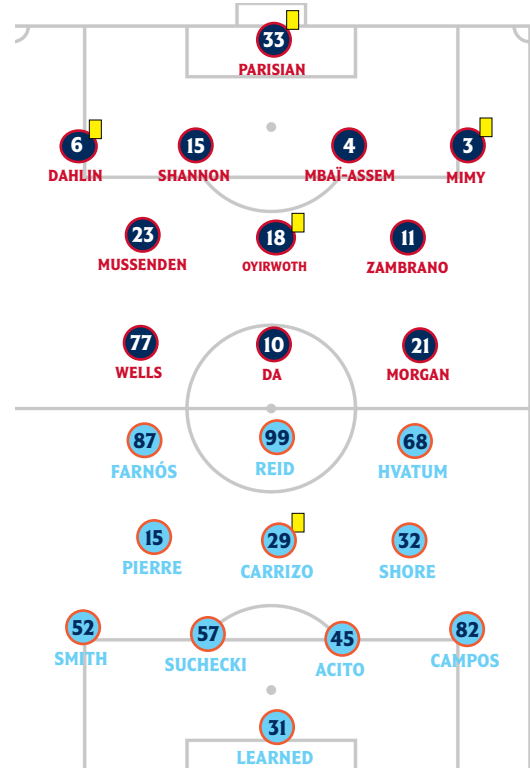 33
PARISIAN
6
DAHLIN
15
SHANNON
4
MBAÏ-ASSEM
3
MIMY
23
MUSSENDEN
18
OYIRWOTH
11
ZAMBRANO
77
WELLS
10
DA
21
MORGAN
87
FARNÓS
99
REID
68
HVATUM
15
PIERRE
29
CARRIZO
32
SHORE
52
SMITH
57
SUCHECKI
45
ACITO
82
CAMPOS
31
LEARNED